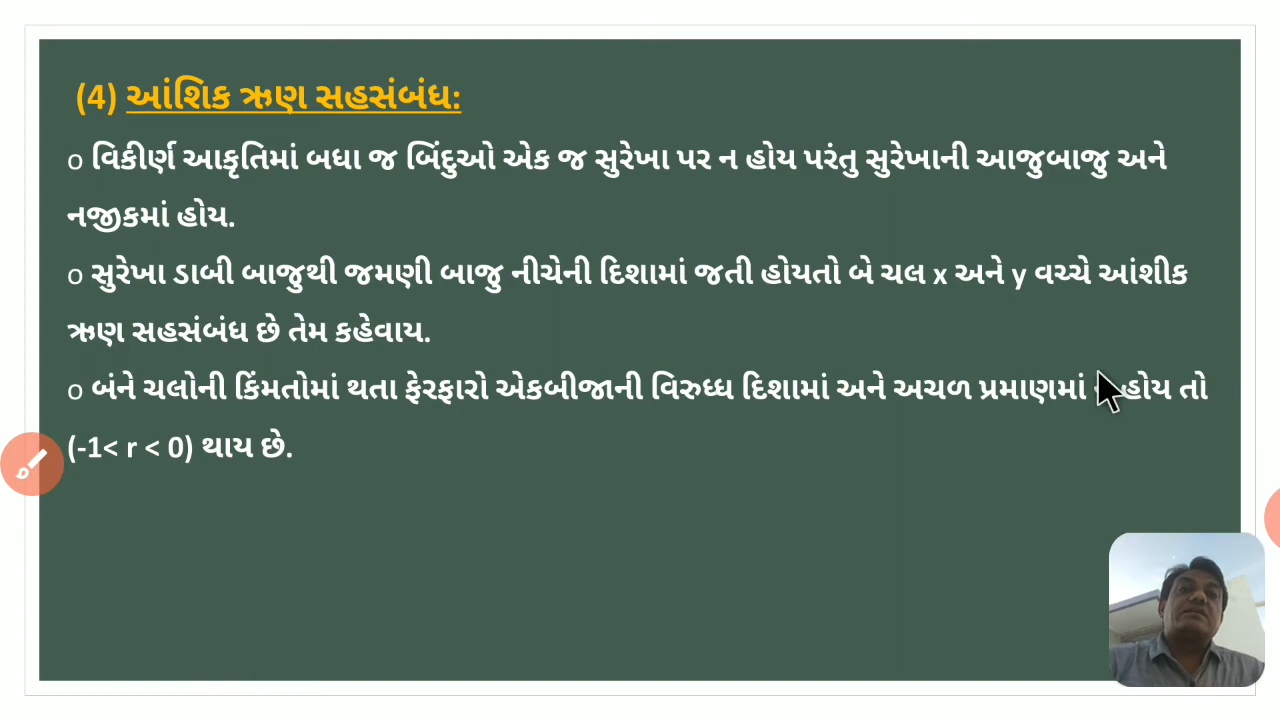 (4) આંશિક ઋણ સહસંબંધ:
o વિકીર્ણ આકૃતિમાં બધા જ બિંદુઓ એક જ સુરેખા પર ન હોય પરંતુ સુરેખાની આજુબાજુ અને
નજીકમાં હોય.
o સુરેખા ડાબી બાજુથી જમણી બાજુ નીચેની દિશામાં જતી હોયતો બે ચલ x અને y વચ્ચે આંશીક
ઋણ સહસંબંધ છે તેમ કહેવાય.
o બંને ચલોની કિંમતોમાં થતા ફેરફારો એકબીજાની વિરુધ્ધ દિશામાં અને અચળ પ્રમાણમાં હોય તો
(-1< r < 0) થાય છે.